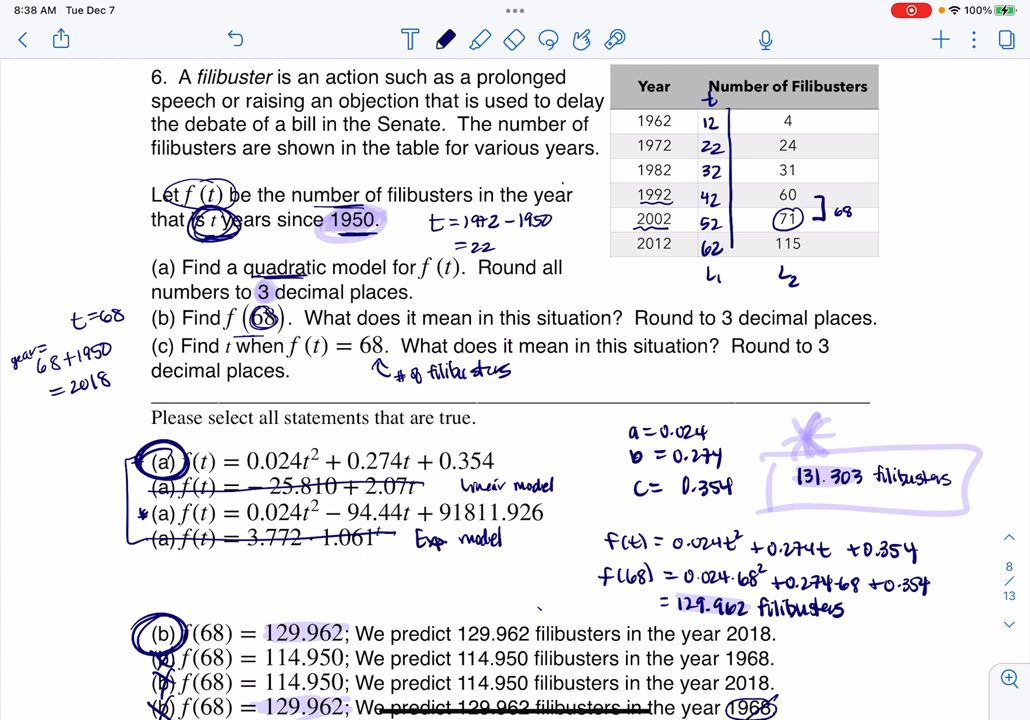 8:38 AM Tue Dec 7
100%
6. A filibuster is an action such as a prolonged
speech or raising an objection that is used to delay
the debate of a bill in the Senate. The number of
filibusters are shown in the table for various years.
Year t Number of Filibusters
1962 12 4
1972 22 24
1982 32 31
1992 42 60
2002 52 71 ] 68
2012 62 115
L1 L2
Let f (t) be the number of filibusters in the year
that is t years since 1950.
t = 1972 - 1950
= 22
(a) Find a quadratic model for f (t). Round all
numbers to 3 decimal places.
(b) Find f (68). What does it mean in this situation? Round to 3 decimal places.
(c) Find t when f (t) = 68. What does it mean in this situation? Round to 3
decimal places.
# of filibusters
t=68
year=
68+1950
= 2018
Please select all statements that are true.
(a) f(t) = 0.024t² + 0.274t + 0.354
(a) f(t) = − 25.810 + 2.07t Linear model
* (a) f(t) = 0.024t² − 94.44t + 91811.926
(a) f(t) = 3.772 · 1.061ᵗ Exp model
a = 0.024
b = 0.274
c = 0.354
131.303 filibusters
f(t) = 0.024t² + 0.274t + 0.354
f(68) = 0.024·68² + 0.274·68 + 0.354
= 129.962 filibusters
(b) f(68) = 129.962; We predict 129.962 filibusters in the year 2018.
(b) f(68) = 114.950; We predict 114.950 filibusters in the year 1968.
(b) f(68) = 114.950; We predict 114.950 filibusters in the year 2018.
(b) f(68) = 129.962; We predict 129.962 filibusters in the year 1968
8
/
13